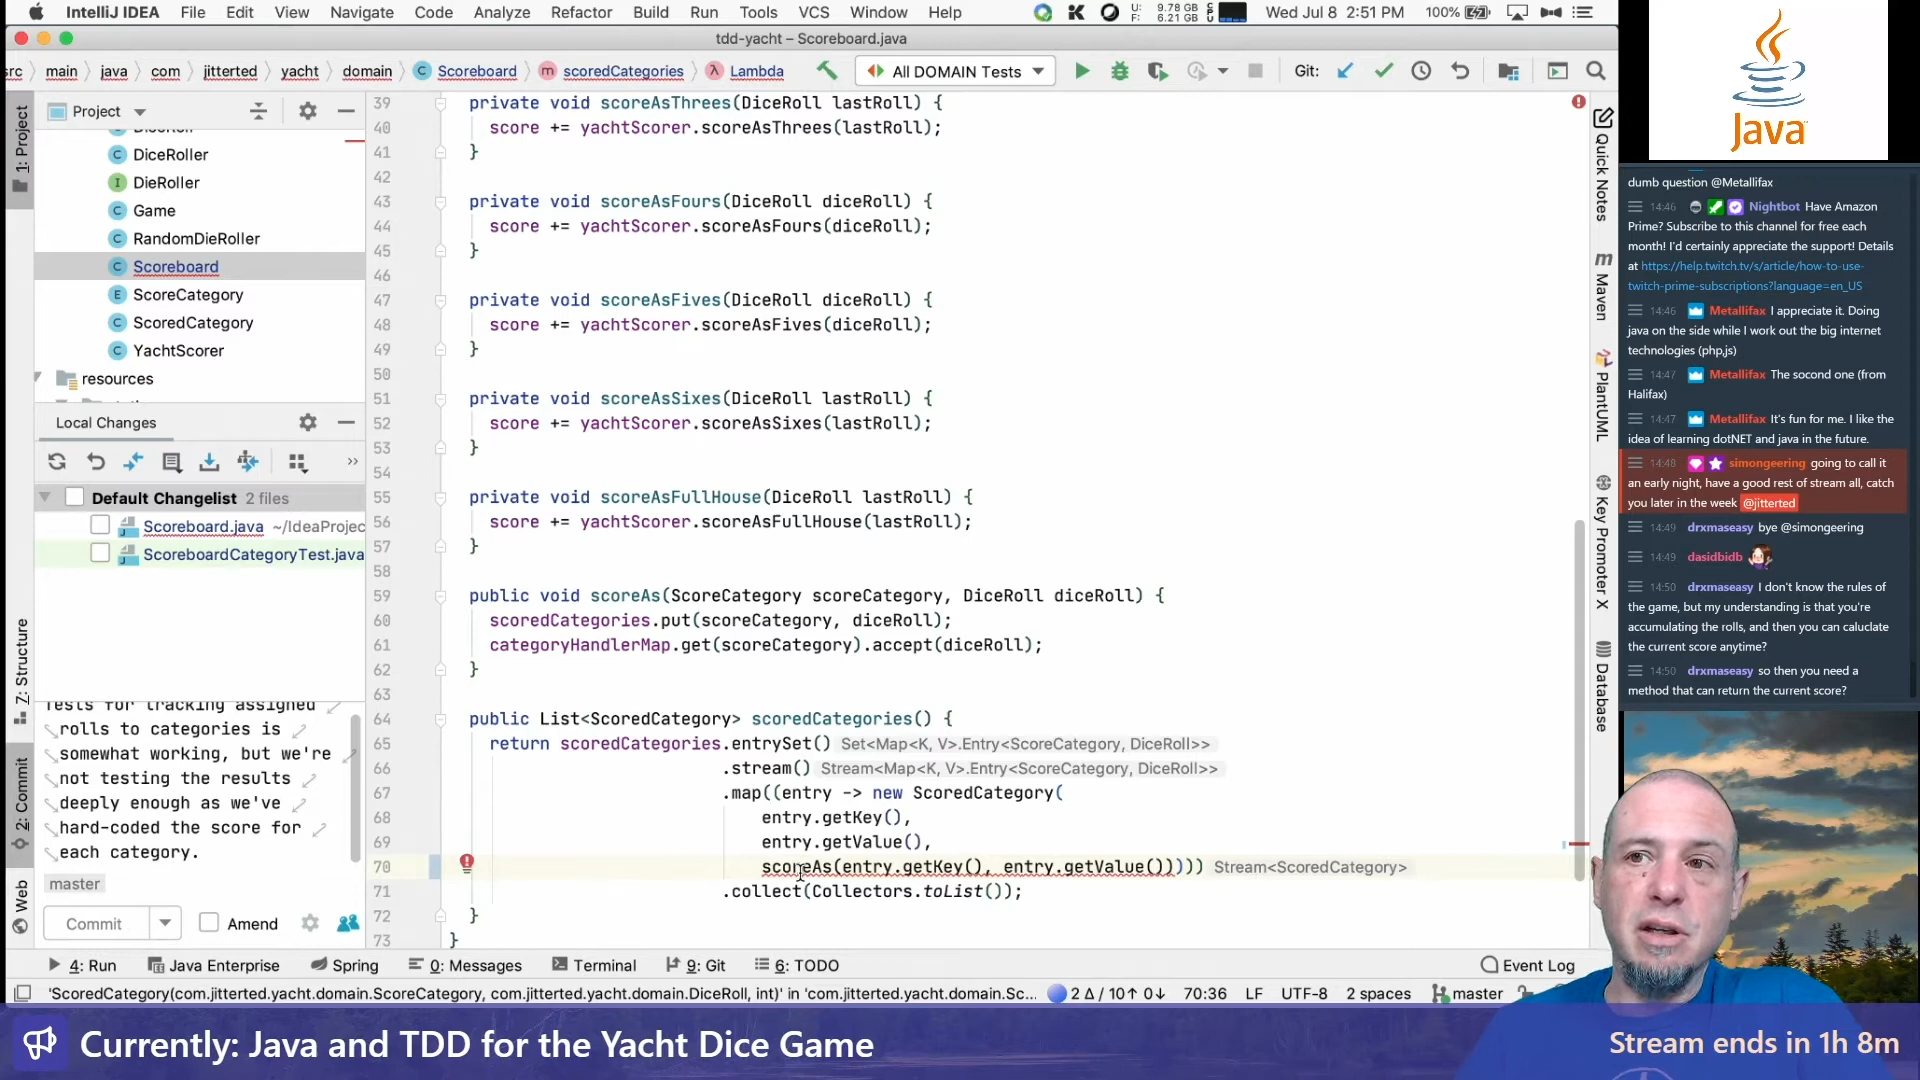 IntelliJ IDEA File Edit View Navigate Code Analyze Refactor Build Run Tools VCS Window Help
U: 9.78 GB
F: 6.21 GB
Wed Jul 8 2:51 PM 100%
tdd-yacht – Scoreboard.java
src main java com jitterted yacht domain Scoreboard scoredCategories Lambda
All DOMAIN Tests
Git:
1: Project
Project
DiceRoller
DieRoller
Game
RandomDieRoller
Scoreboard
ScoreCategory
ScoredCategory
YachtScorer
resources
Local Changes
Default Changelist 2 files
Scoreboard.java ~/IdeaProjec
ScoreboardCategoryTest.java
7: Structure
2: Commit
Web
Tests for tracking assigned
rolls to categories is
somewhat working, but we're
not testing the results
deeply enough as we've
hard-coded the score for
each category.
master
Commit
Amend
39 private void scoreAsThrees(DiceRoll lastRoll) {
40 score += yachtScorer.scoreAsThrees(lastRoll);
41 }
42
43 private void scoreAsFours(DiceRoll diceRoll) {
44 score += yachtScorer.scoreAsFours(diceRoll);
45 }
46
47 private void scoreAsFives(DiceRoll diceRoll) {
48 score += yachtScorer.scoreAsFives(diceRoll);
49 }
50
51 private void scoreAsSixes(DiceRoll lastRoll) {
52 score += yachtScorer.scoreAsSixes(lastRoll);
53 }
54
55 private void scoreAsFullHouse(DiceRoll lastRoll) {
56 score += yachtScorer.scoreAsFullHouse(lastRoll);
57 }
58
59 public void scoreAs(ScoreCategory scoreCategory, DiceRoll diceRoll) {
60 scoredCategories.put(scoreCategory, diceRoll);
61 categoryHandlerMap.get(scoreCategory).accept(diceRoll);
62 }
63
64 public List<ScoredCategory> scoredCategories() {
65 return scoredCategories.entrySet() Set<Map<K, V>.Entry<ScoreCategory, DiceRoll>>
66 .stream() Stream<Map<K, V>.Entry<ScoreCategory, DiceRoll>>
67 .map((entry -> new ScoredCategory(
68 entry.getKey(),
69 entry.getValue(),
70 scoreAs(entry.getKey(), entry.getValue())))) Stream<ScoredCategory>
71 .collect(Collectors.toList());
72 }
73 }
Quick Notes
Maven
PlantUML
Key Promoter X
Database
4: Run Java Enterprise Spring 0: Messages Terminal 9: Git 6: TODO Event Log
'ScoredCategory(com.jitterted.yacht.domain.ScoreCategory, com.jitterted.yacht.domain.DiceRoll, int)' in 'com.jitterted.yacht.domain.Sc... 2 Δ / 10↑ 0↓ 70:36 LF UTF-8 2 spaces master
Java
dumb question @Metallifax
14:46 Nightbot Have Amazon
Prime? Subscribe to this channel for free each
month! I'd certainly appreciate the support! Details
at https://help.twitch.tv/s/article/how-to-use-
twitch-prime-subscriptions?language=en_US
14:46 Metallifax I appreciate it. Doing
java on the side while I work out the big internet
technologies (php,js)
14:47 Metallifax The socond one (from
Halifax)
14:47 Metallifax It's fun for me. I like the
idea of learning dotNET and java in the future.
14:48 simongeering going to call it
an early night, have a good rest of stream all, catch
you later in the week @jitterted
14:49 drxmaseasy bye @simongeering
14:49 dasidbidb
14:50 drxmaseasy I don't know the rules of
the game, but my understanding is that you're
accumulating the rolls, and then you can caluclate
the current score anytime?
14:50 drxmaseasy so then you need a
method that can return the current score?
Currently: Java and TDD for the Yacht Dice Game
Stream ends in 1h 8m